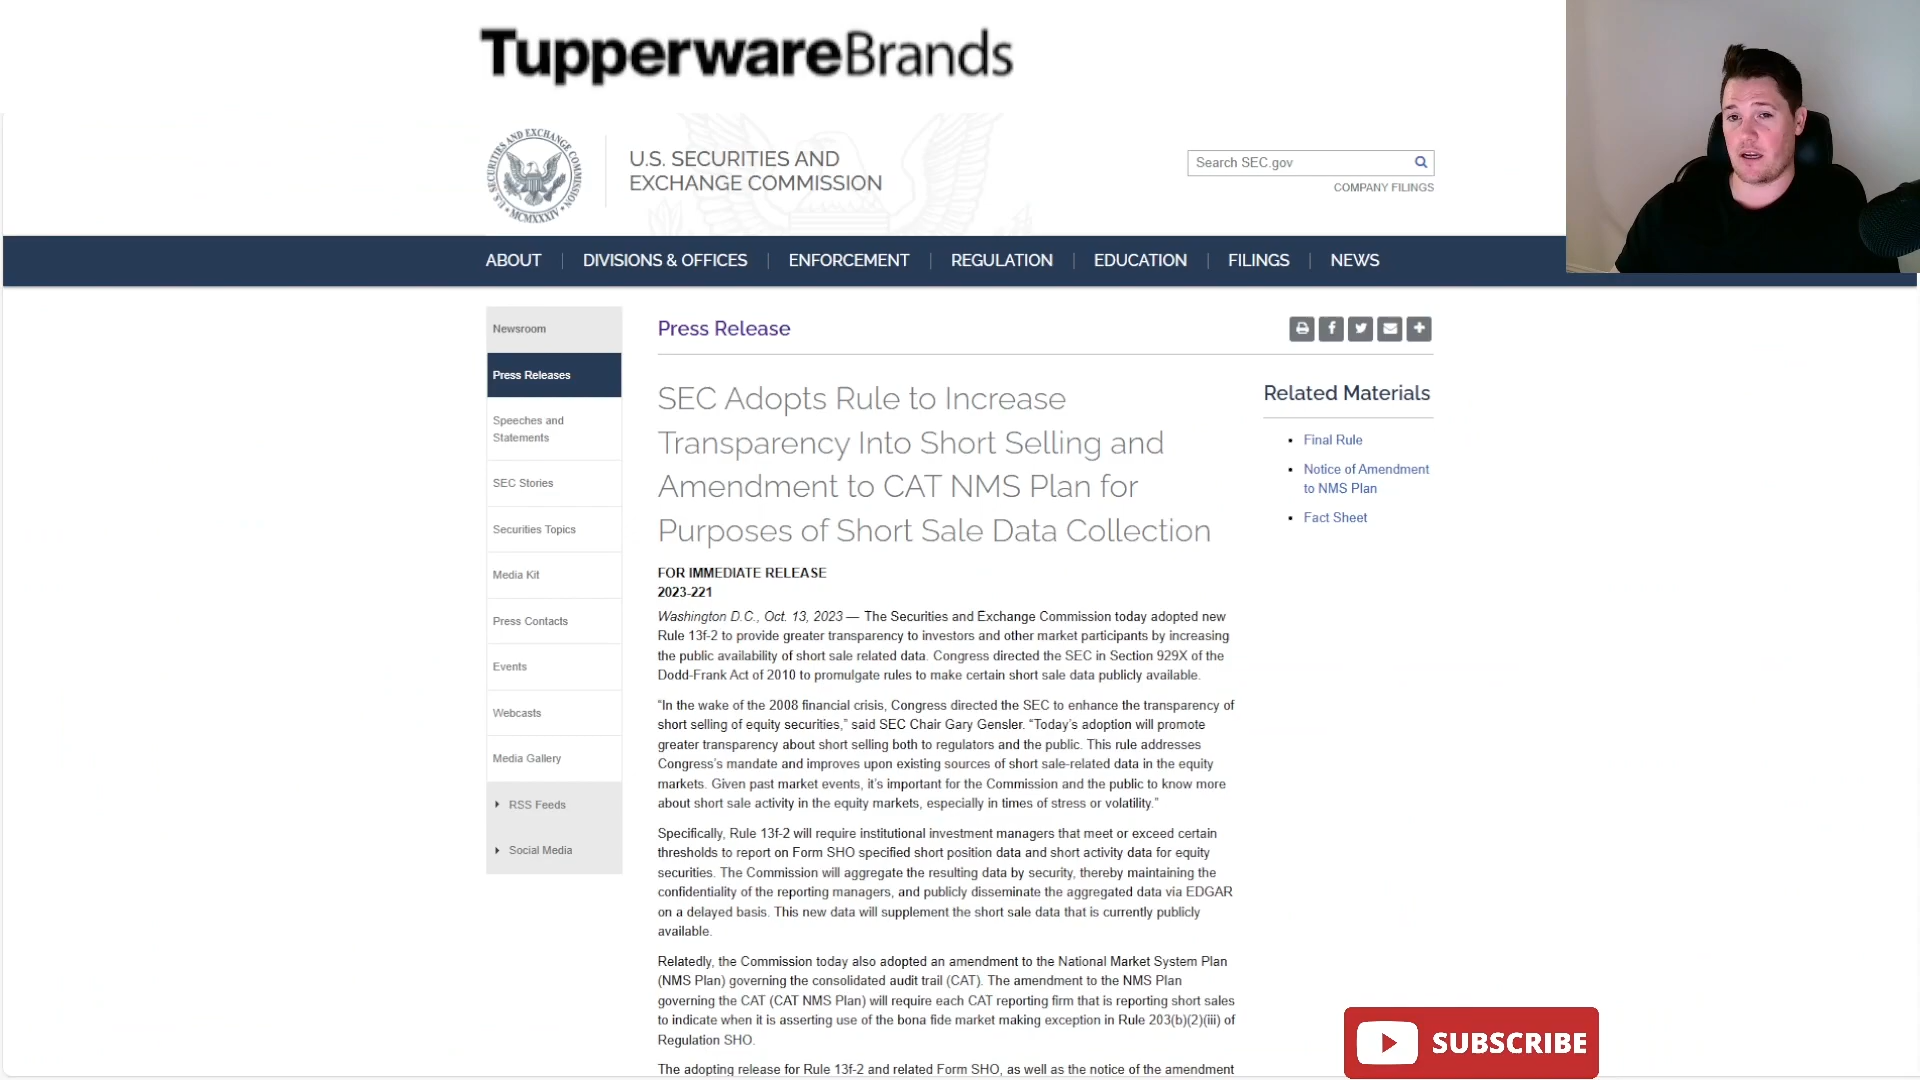 TupperwareBrands
U.S. SECURITIES AND
EXCHANGE COMMISSION
Search SEC.gov
COMPANY FILINGS
ABOUT
DIVISIONS & OFFICES
ENFORCEMENT
REGULATION
EDUCATION
FILINGS
NEWS
Newsroom
Press Releases
Speeches and
Statements
SEC Stories
Securities Topics
Media Kit
Press Contacts
Events
Webcasts
Media Gallery
RSS Feeds
Social Media
Press Release
SEC Adopts Rule to Increase
Transparency Into Short Selling and
Amendment to CAT NMS Plan for
Purposes of Short Sale Data Collection
FOR IMMEDIATE RELEASE
2023-221
Washington D.C., Oct. 13, 2023 — The Securities and Exchange Commission today adopted new
Rule 13f-2 to provide greater transparency to investors and other market participants by increasing
the public availability of short sale related data. Congress directed the SEC in Section 929X of the
Dodd-Frank Act of 2010 to promulgate rules to make certain short sale data publicly available.
“In the wake of the 2008 financial crisis, Congress directed the SEC to enhance the transparency of
short selling of equity securities,” said SEC Chair Gary Gensler. “Today’s adoption will promote
greater transparency about short selling both to regulators and the public. This rule addresses
Congress’s mandate and improves upon existing sources of short sale-related data in the equity
markets. Given past market events, it’s important for the Commission and the public to know more
about short sale activity in the equity markets, especially in times of stress or volatility.”
Specifically, Rule 13f-2 will require institutional investment managers that meet or exceed certain
thresholds to report on Form SHO specified short position data and short activity data for equity
securities. The Commission will aggregate the resulting data by security, thereby maintaining the
confidentiality of the reporting managers, and publicly disseminate the aggregated data via EDGAR
on a delayed basis. This new data will supplement the short sale data that is currently publicly
available.
Relatedly, the Commission today also adopted an amendment to the National Market System Plan
(NMS Plan) governing the consolidated audit trail (CAT). The amendment to the NMS Plan
governing the CAT (CAT NMS Plan) will require each CAT reporting firm that is reporting short sales
to indicate when it is asserting use of the bona fide market making exception in Rule 203(b)(2)(iii) of
Regulation SHO.
The adopting release for Rule 13f-2 and related Form SHO, as well as the notice of the amendment
Related Materials
Final Rule
Notice of Amendment
to NMS Plan
Fact Sheet
U.S. SECURITIES AND EXCHANGE COMMISSION
MCMXXXIV
SUBSCRIBE